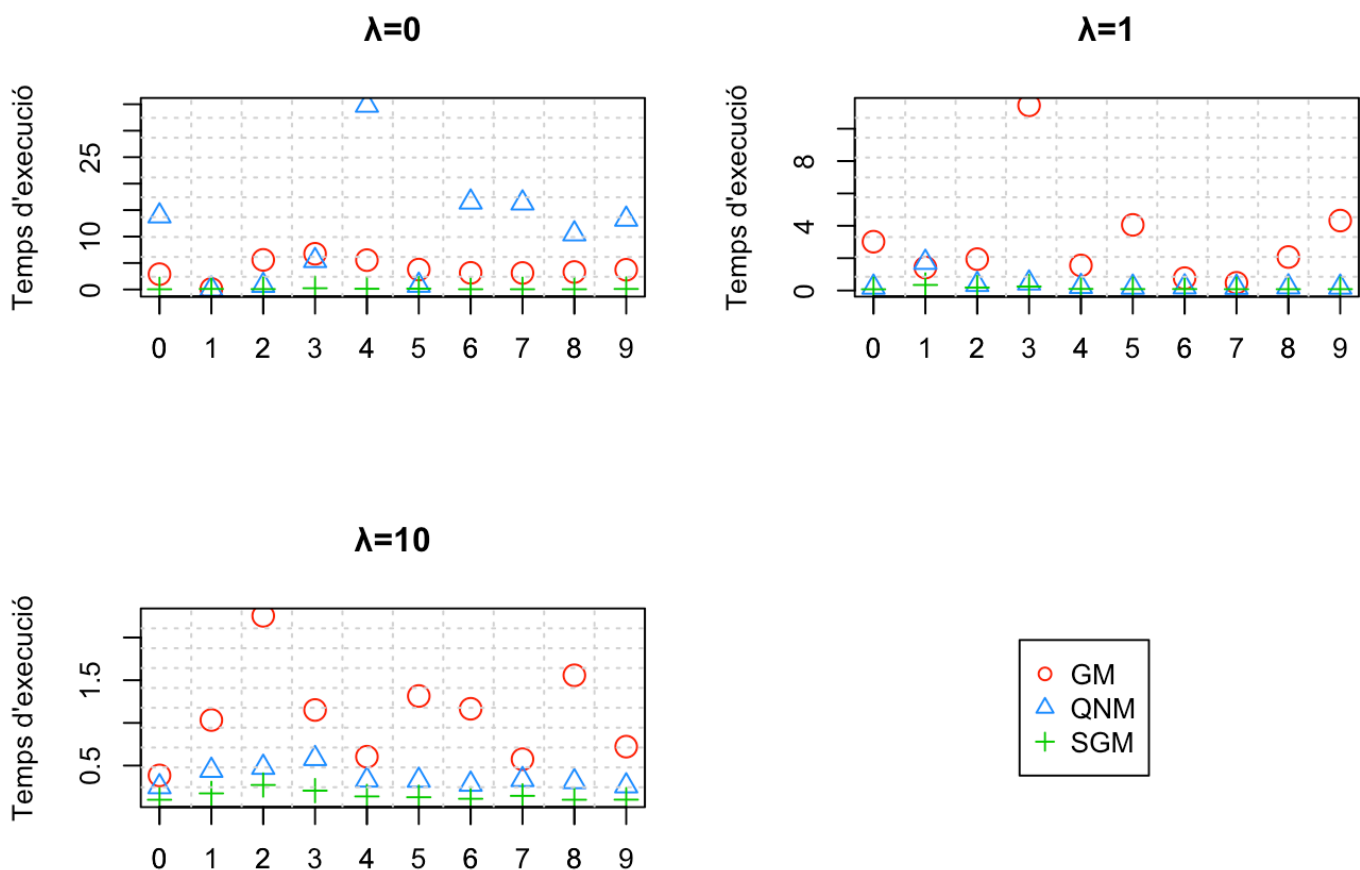 λ=0
Temps d'execució
0 10 25
0 1 2 3 4 5 6 7 8 9
λ=1
Temps d'execució
0 4 8
0 1 2 3 4 5 6 7 8 9
λ=10
Temps d'execució
0.5 1.5
0 1 2 3 4 5 6 7 8 9
GM
QNM
SGM